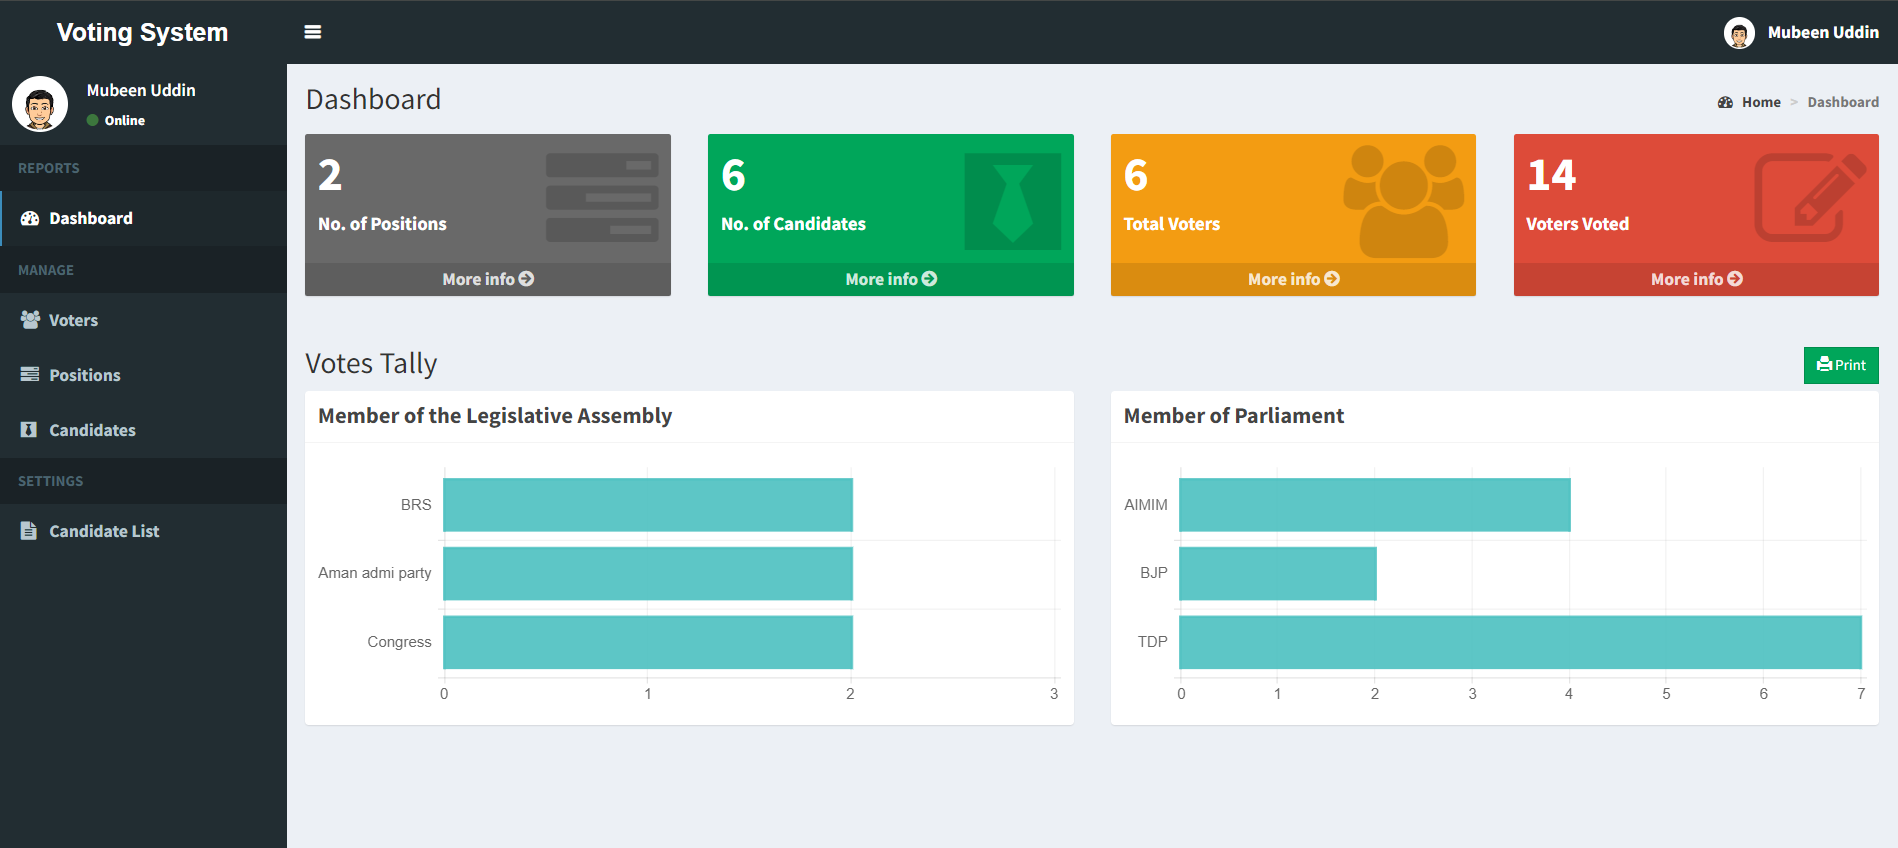 Voting System
Mubeen Uddin
Mubeen Uddin
Online
REPORTS
Dashboard
MANAGE
Voters
Positions
Candidates
SETTINGS
Candidate List
Dashboard
Home > Dashboard
2
No. of Positions
More info
6
No. of Candidates
More info
6
Total Voters
More info
14
Voters Voted
More info
Votes Tally
Print
Member of the Legislative Assembly
BRS
Aman admi party
Congress
0 1 2 3
Member of Parliament
AIMIM
BJP
TDP
0 1 2 3 4 5 6 7